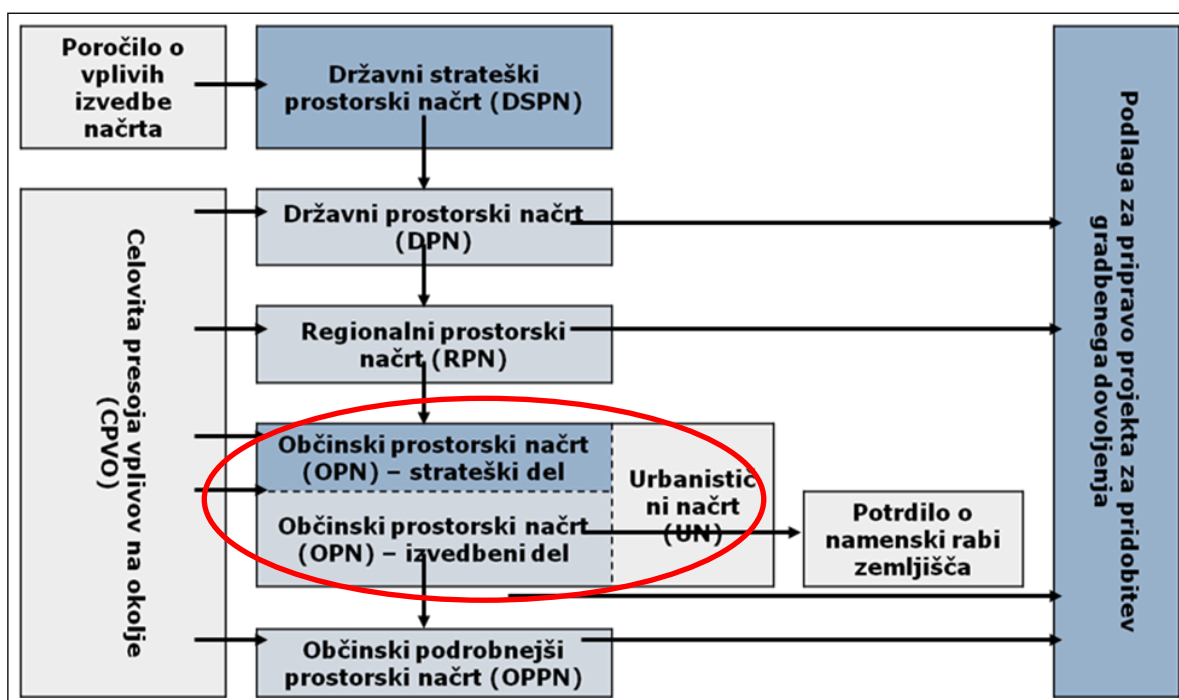 Poročilo o
vplivih
izvedbe
načrta
Državni strateški
prostorski načrt (DSPN)
Celovita presoja vplivov na okolje
(CPVO)
Državni prostorski načrt
(DPN)
Regionalni prostorski
načrt (RPN)
Občinski prostorski načrt
(OPN) – strateški del
Občinski prostorski načrt
(OPN) – izvedbeni del
Urbanistič
ni načrt
(UN)
Potrdilo o
namenski rabi
zemljišča
Občinski podrobnejši
prostorski načrt (OPPN)
Podlaga za pripravo projekta za pridobitev
gradbenega dovoljenja